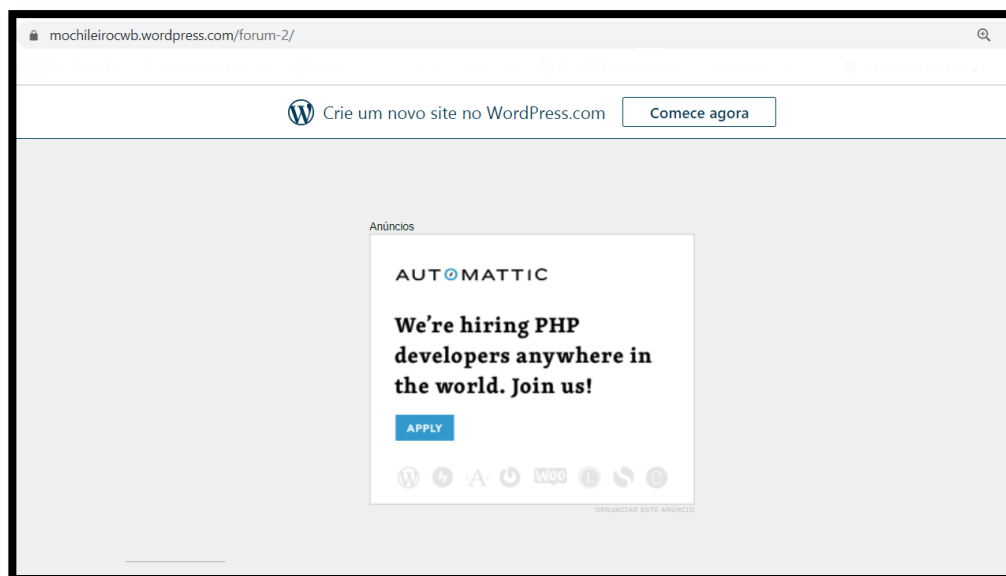 mochileirocwb.wordpress.com/forum-2/
Crie um novo site no WordPress.com
Comece agora
Anúncios
AUTOMATTIC
We're hiring PHP
developers anywhere in
the world. Join us!
APPLY
WOO
DENUNCIAR ESTE ANÚNCIO